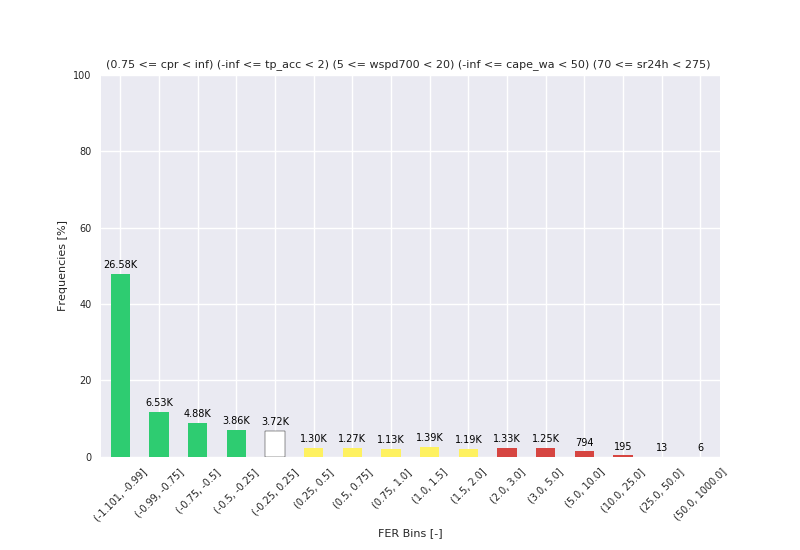 (0.75 <= cpr < inf) (-inf <= tp_acc < 2) (5 <= wspd700 < 20) (-inf <= cape_wa < 50) (70 <= sr24h < 275)
100
80
60
40
20
0
Frequencies [%]
26.58K
6.53K
4.88K
3.86K
3.72K
1.30K
1.27K
1.13K
1.39K
1.19K
1.33K
1.25K
794
195
13
6
(-1.101, -0.99]
(-0.99, -0.75]
(-0.75, -0.5]
(-0.5, -0.25]
(-0.25, 0.25]
(0.25, 0.5]
(0.5, 0.75]
(0.75, 1.0]
(1.0, 1.5]
(1.5, 2.0]
(2.0, 3.0]
(3.0, 5.0]
(5.0, 10.0]
(10.0, 25.0]
(25.0, 50.0]
(50.0, 1000.0]
FER Bins [-]